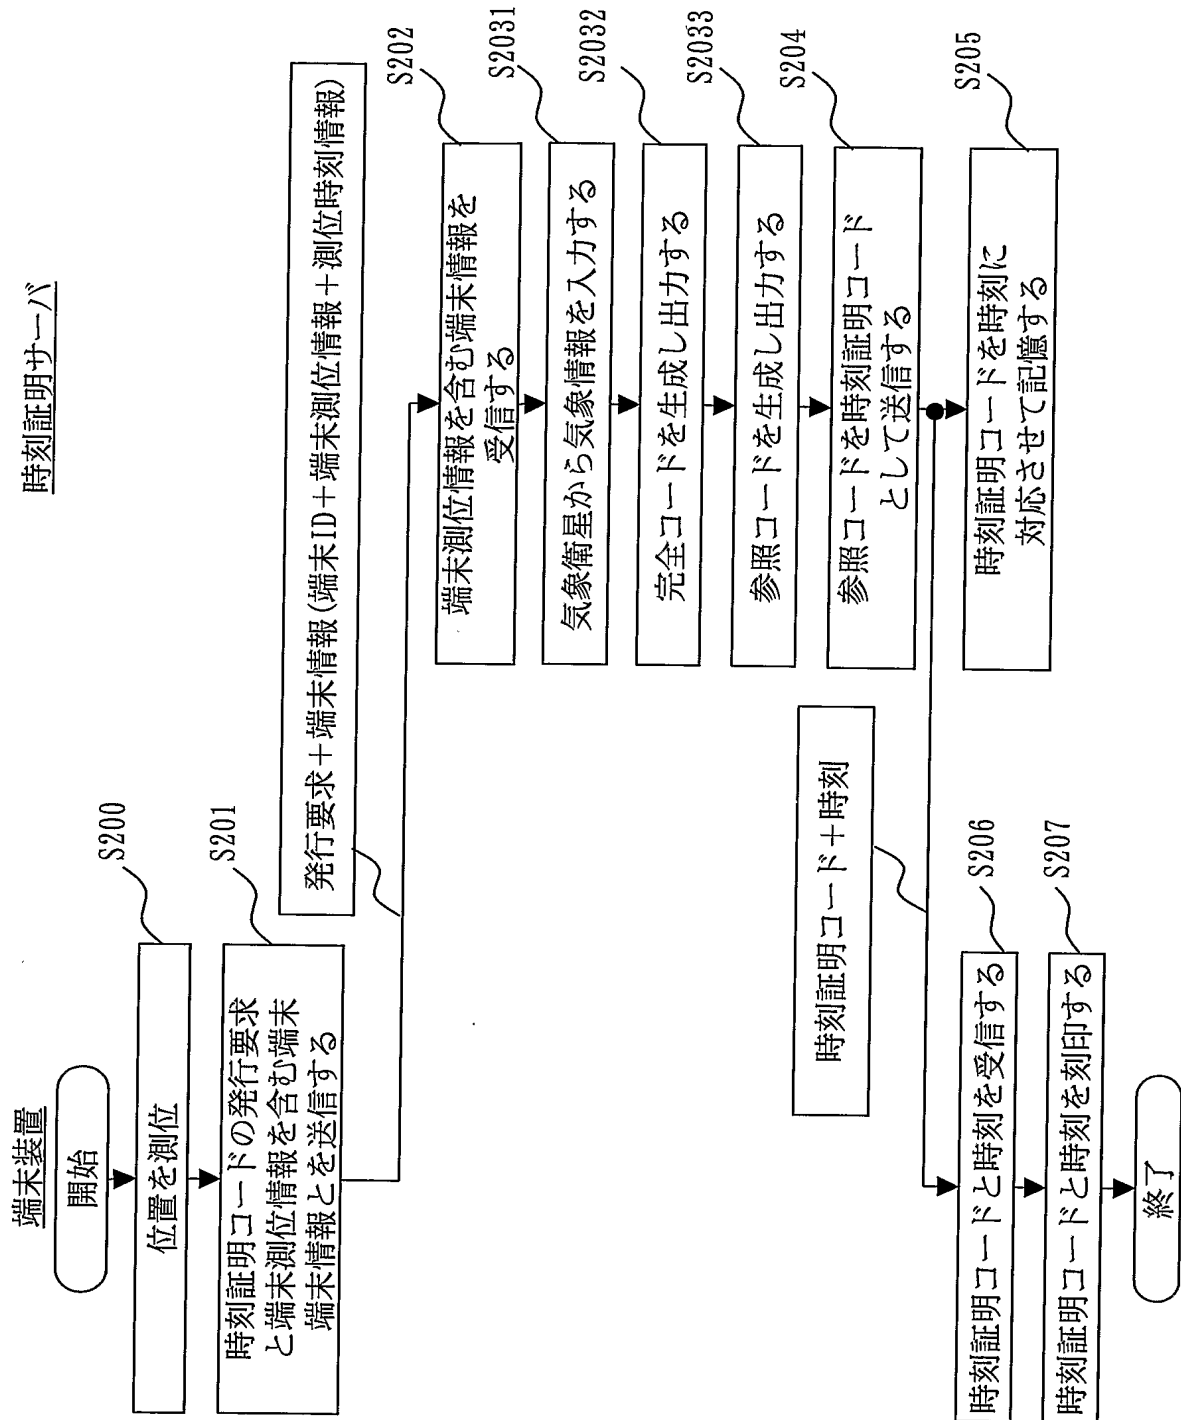 端末装置
時刻証明サーバ
開始
位置を測位
S200
時刻証明コードの発行要求
と端末測位情報を含む端末
端末情報とを送信する
S201
発行要求＋端末情報(端末ID＋端末測位情報＋測位時刻情報)
端末測位情報を含む端末情報を
受信する
S202
気象衛星から気象情報を入力する
S2031
完全コードを生成し出力する
S2032
参照コードを生成し出力する
S2033
参照コードを時刻証明コード
として送信する
S204
時刻証明コード＋時刻
時刻証明コードを時刻に
対応させて記憶する
S205
時刻証明コードと時刻を受信する
S206
時刻証明コードと時刻を刻印する
S207
終了